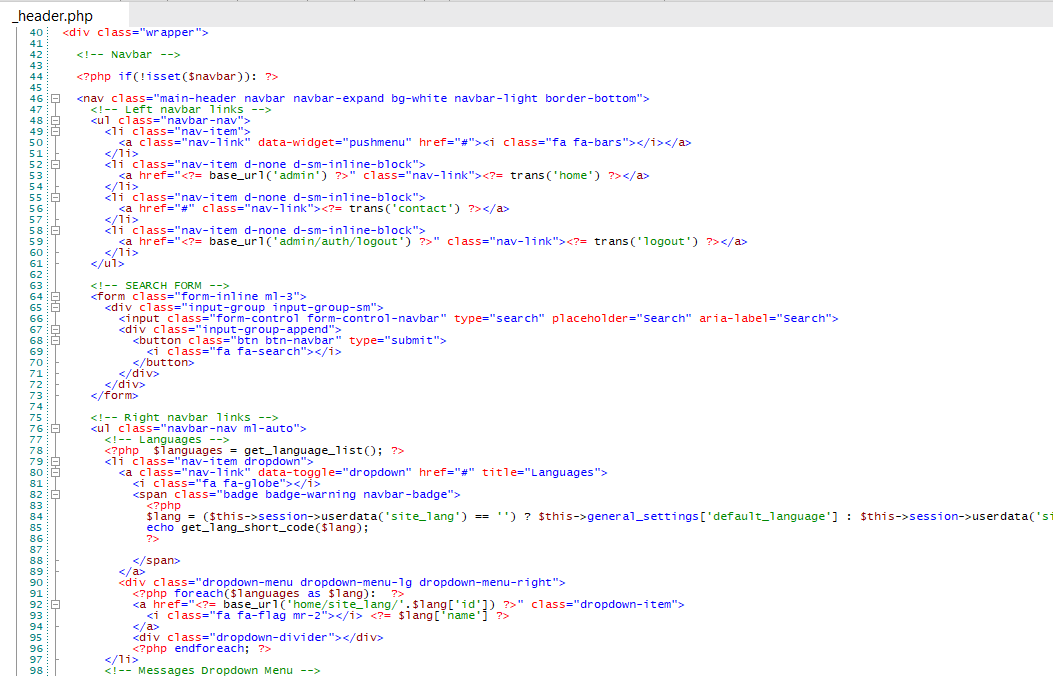 _header.php
40 <div class="wrapper">
41
42 <!-- Navbar -->
43
44 <?php if(!isset($navbar)): ?>
45
46 <nav class="main-header navbar navbar-expand bg-white navbar-light border-bottom">
47 <!-- Left navbar links -->
48 <ul class="navbar-nav">
49 <li class="nav-item">
50 <a class="nav-link" data-widget="pushmenu" href="#"><i class="fa fa-bars"></i></a>
51 </li>
52 <li class="nav-item d-none d-sm-inline-block">
53 <a href="<?= base_url('admin') ?>" class="nav-link"><?= trans('home') ?></a>
54 </li>
55 <li class="nav-item d-none d-sm-inline-block">
56 <a href="#" class="nav-link"><?= trans('contact') ?></a>
57 </li>
58 <li class="nav-item d-none d-sm-inline-block">
59 <a href="<?= base_url('admin/auth/logout') ?>" class="nav-link"><?= trans('logout') ?></a>
60 </li>
61 </ul>
62
63 <!-- SEARCH FORM -->
64 <form class="form-inline ml-3">
65 <div class="input-group input-group-sm">
66 <input class="form-control form-control-navbar" type="search" placeholder="Search" aria-label="Search">
67 <div class="input-group-append">
68 <button class="btn btn-navbar" type="submit">
69 <i class="fa fa-search"></i>
70 </button>
71 </div>
72 </div>
73 </form>
74
75 <!-- Right navbar links -->
76 <ul class="navbar-nav ml-auto">
77 <!-- Languages -->
78 <?php  $languages = get_language_list(); ?>
79 <li class="nav-item dropdown">
80 <a class="nav-link" data-toggle="dropdown" href="#" title="Languages">
81 <i class="fa fa-globe"></i>
82 <span class="badge badge-warning navbar-badge">
83 <?php
84 $lang = ($this->session->userdata('site_lang') == '') ? $this->general_settings['default_language'] : $this->session->userdata('si
85 echo get_lang_short_code($lang);
86 ?>
87
88 </span>
89 </a>
90 <div class="dropdown-menu dropdown-menu-lg dropdown-menu-right">
91 <?php foreach($languages as $lang):  ?>
92 <a href="<?= base_url('home/site_lang/'.$lang['id']) ?>" class="dropdown-item">
93 <i class="fa fa-flag mr-2"></i> <?= $lang['name'] ?>
94 </a>
95 <div class="dropdown-divider"></div>
96 <?php endforeach; ?>
97 </li>
98 <!-- Messages Dropdown Menu -->